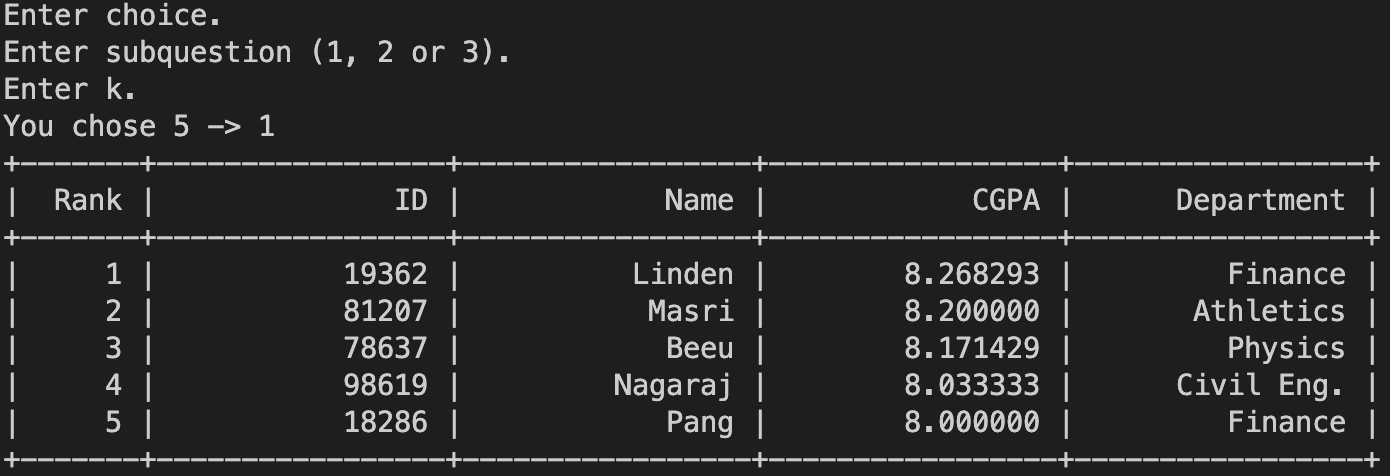 Enter choice.
Enter subquestion (1, 2 or 3).
Enter k.
You chose 5 -> 1
+-------+-----------------+-----------------+-----------------+-----------------+
|  Rank |              ID |            Name |            CGPA |      Department |
+-------+-----------------+-----------------+-----------------+-----------------+
|     1 |           19362 |          Linden |        8.268293 |         Finance |
|     2 |           81207 |           Masri |        8.200000 |       Athletics |
|     3 |           78637 |            Beeu |        8.171429 |         Physics |
|     4 |           98619 |         Nagaraj |        8.033333 |      Civil Eng. |
|     5 |           18286 |            Pang |        8.000000 |         Finance |
+-------+-----------------+-----------------+-----------------+-----------------+